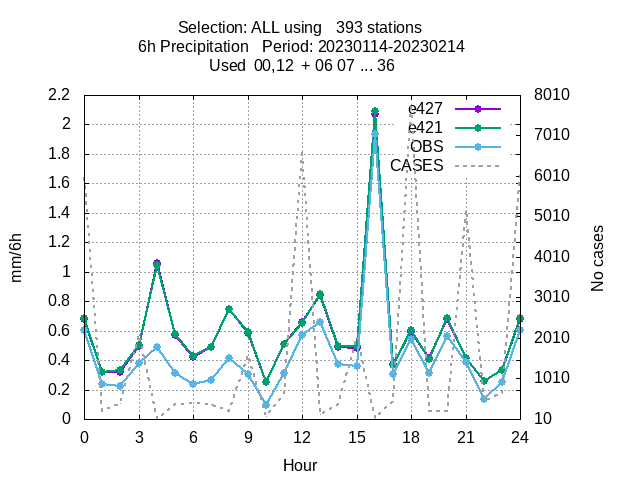 Selection: ALL using   393 stations
6h Precipitation   Period: 20230114-20230214
Used  00,12  + 06 07 ... 36
2.2
2
1.8
1.6
1.4
1.2
1
0.8
0.6
0.4
0.2
0
mm/6h
8010
7010
6010
5010
4010
3010
2010
1010
10
No cases
e427
e421
OBS
CASES
0 3 6 9 12 15 18 21 24
Hour